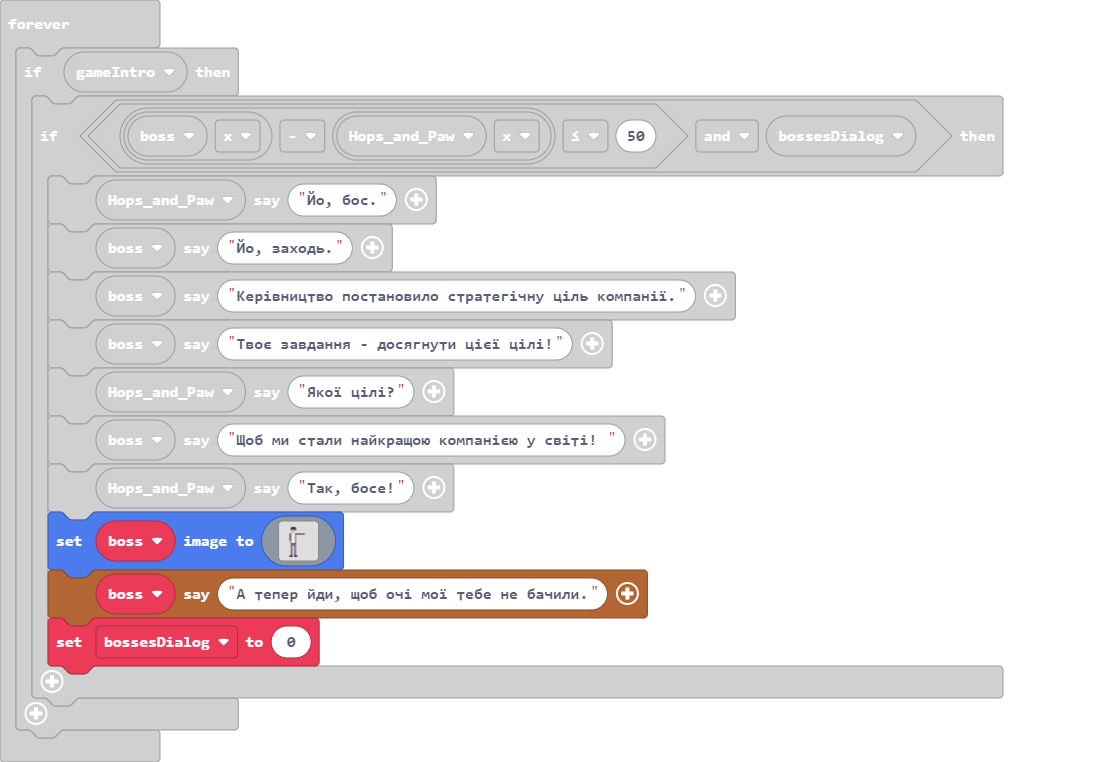 forever
if gameIntro then
if boss x - Hops_and_Paw x ≤ 50 and bossesDialog then
Hops_and_Paw say "Йо, бос."
boss say "Йо, заходь."
boss say "Керівництво постановило стратегічну ціль компанії."
boss say "Твоє завдання - досягнути цієї цілі!"
Hops_and_Paw say "Якої цілі?"
boss say "Щоб ми стали найкращою компанією у світі! "
Hops_and_Paw say "Так, босе!"
set boss image to
boss say "А тепер йди, щоб очі мої тебе не бачили."
set bossesDialog to 0